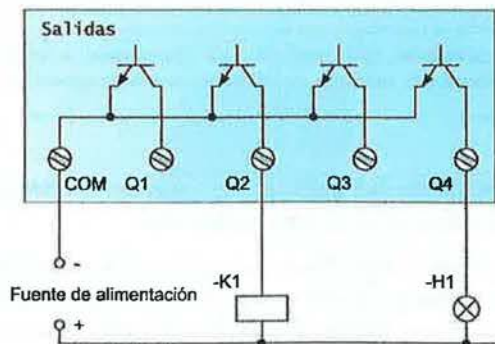 Salidas
COM Q1 Q2 Q3 Q4
-
Fuente de alimentación
+
-K1
-H1